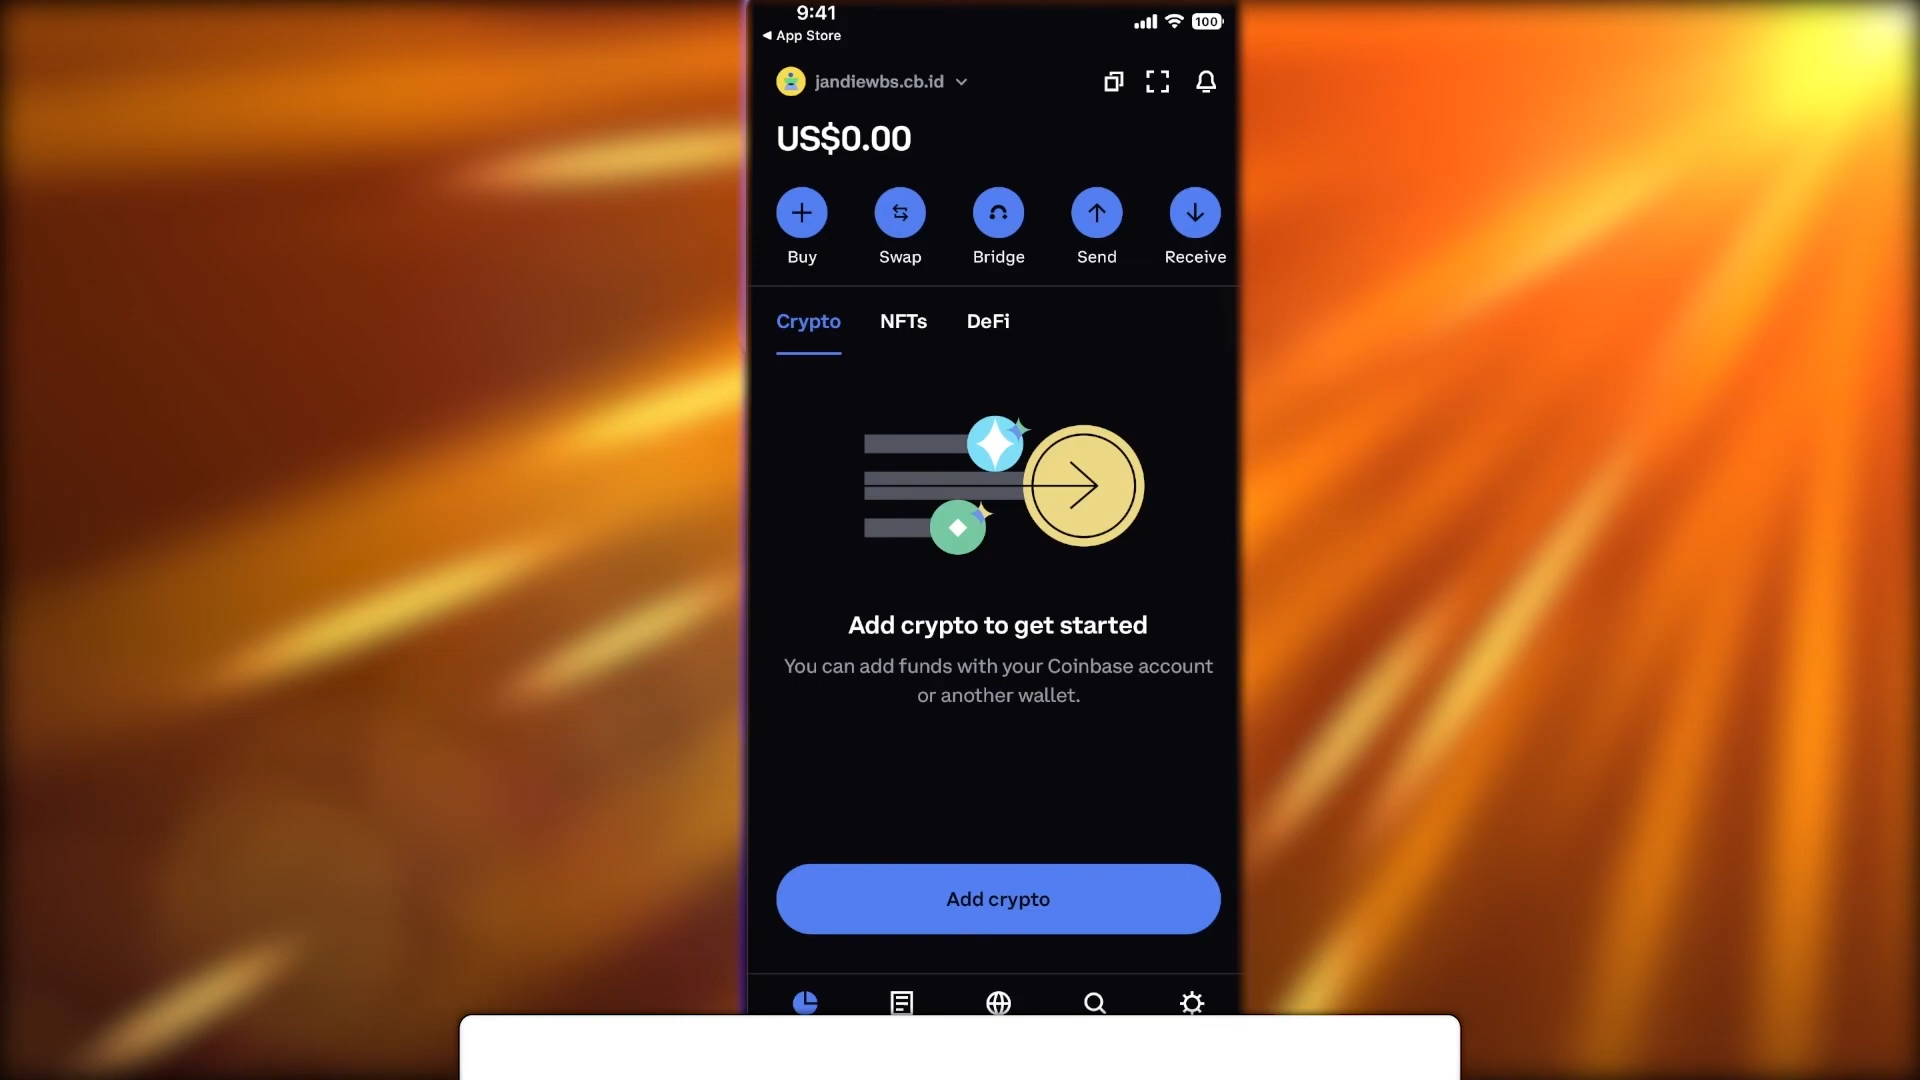 9:41
100
◀ App Store
jandiewbs.cb.id
US$0.00
Buy
Swap
Bridge
Send
Receive
Crypto
NFTs
DeFi
Add crypto to get started
You can add funds with your Coinbase account
or another wallet.
Add crypto